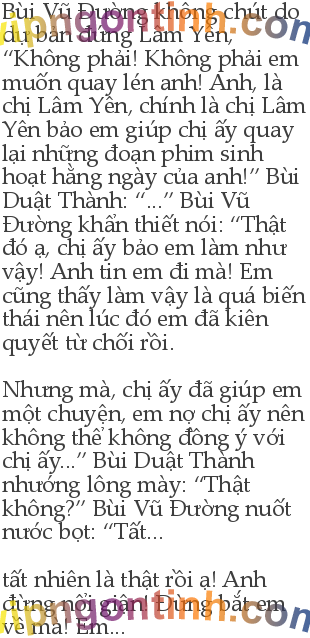 Bùi Vũ Đường không chút do
dự bán đứng Lâm Yên,
“Không phải! Không phải em
muốn quay lén anh! Anh, là
chị Lâm Yên, chính là chị Lâm
Yên bảo em giúp chị ấy quay
lại những đoạn phim sinh
hoạt hằng ngày của anh!” Bùi
Duật Thành: “...” Bùi Vũ
Đường khẩn thiết nói: “Thật
đó ạ, chị ấy bảo em làm như
vậy! Anh tin em đi mà! Em
cũng thấy làm vậy là quá biến
thái nên lúc đó em đã kiên
quyết từ chối rồi.
Nhưng mà, chị ấy đã giúp em
một chuyện, em nợ chị ấy nên
không thể không đồng ý với
chị ấy...” Bùi Duật Thành
nhướng lông mày: “Thật
không?” Bùi Vũ Đường nuốt
nước bọt: “Tất...
tất nhiên là thật rồi ạ! Anh
đừng nổi giận! Đừng bắt em
về mà! Em...
vipngontinh.com
vipngontinh.com